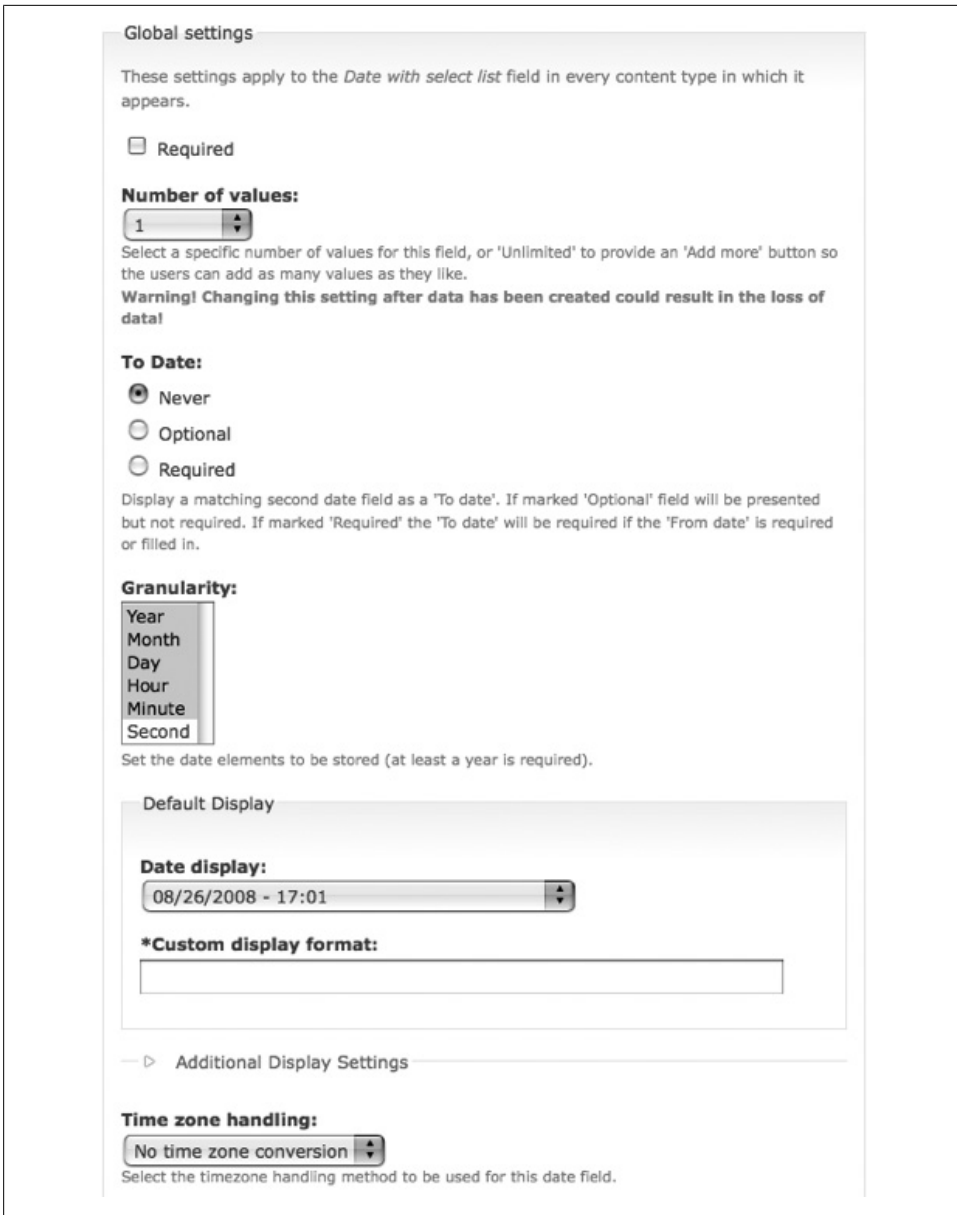 Global settings
These settings apply to the Date with select list field in every content type in which it
appears.
Required
Number of values:
1
Select a specific number of values for this field, or 'Unlimited' to provide an 'Add more' button so
the users can add as many values as they like.
Warning! Changing this setting after data has been created could result in the loss of
data!
To Date:
Never
Optional
Required
Display a matching second date field as a 'To date'. If marked 'Optional' field will be presented
but not required. If marked 'Required' the 'To date' will be required if the 'From date' is required
or filled in.
Granularity:
Year
Month
Day
Hour
Minute
Second
Set the date elements to be stored (at least a year is required).
Default Display
Date display:
08/26/2008 - 17:01
*Custom display format:
Additional Display Settings
Time zone handling:
No time zone conversion
Select the timezone handling method to be used for this date field.